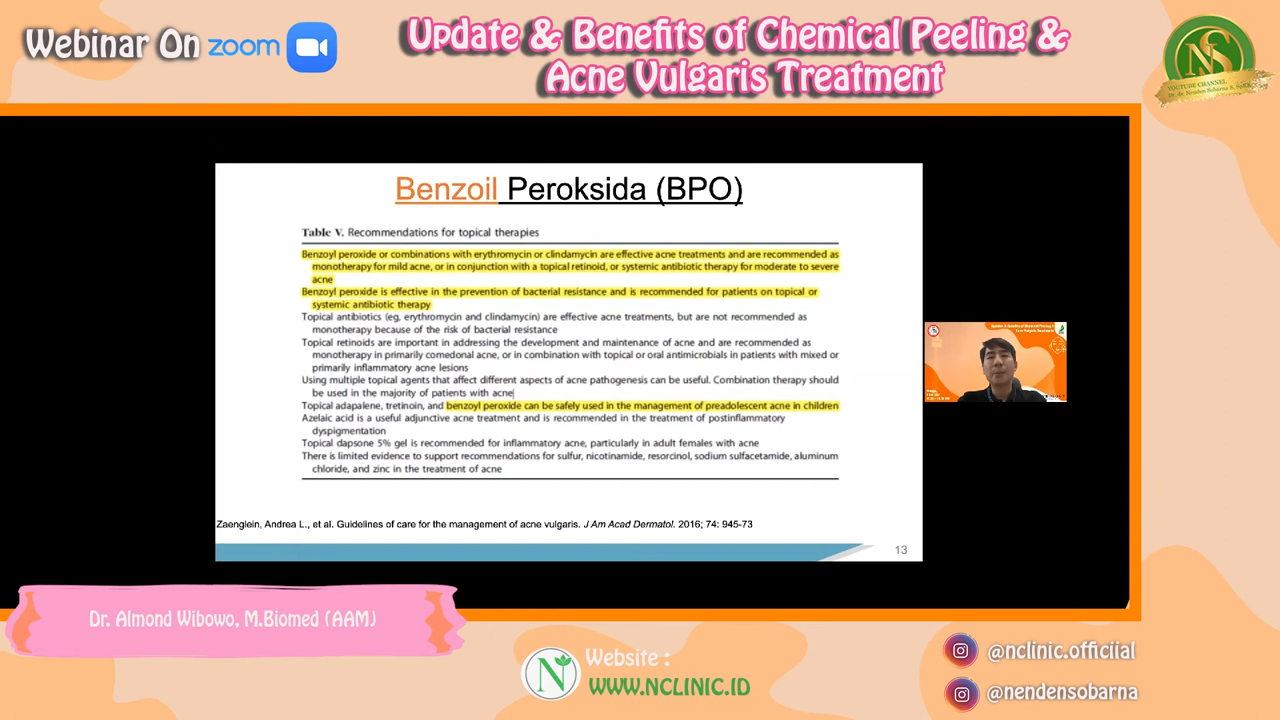 Webinar On zoom
Update & Benefits of Chemical Peeling &
Acne Vulgaris Treatment
NS
YOUTUBE CHANNEL
Benzoil Peroksida (BPO)
Table V. Recommendations for topical therapies
Benzoyl peroxide or combinations with erythromycin or clindamycin are effective acne treatments and are recommended as
monotherapy for mild acne, or in conjunction with a topical retinoid, or systemic antibiotic therapy for moderate to severe
acne
Benzoyl peroxide is effective in the prevention of bacterial resistance and is recommended for patients on topical or
systemic antibiotic therapy
Topical antibiotics (eg, erythromycin and clindamycin) are effective acne treatments, but are not recommended as
monotherapy because of the risk of bacterial resistance
Topical retinoids are important in addressing the development and maintenance of acne and are recommended as
monotherapy in primarily comedonal acne, or in combination with topical or oral antimicrobials in patients with mixed or
primarily inflammatory acne lesions
Using multiple topical agents that affect different aspects of acne pathogenesis can be useful. Combination therapy should
be used in the majority of patients with acne
Topical adapalene, tretinoin, and benzoyl peroxide can be safely used in the management of preadolescent acne in children
Azelaic acid is a useful adjunctive acne treatment and is recommended in the treatment of postinflammatory
dyspigmentation
Topical dapsone 5% gel is recommended for inflammatory acne, particularly in adult females with acne
There is limited evidence to support recommendations for sulfur, nicotinamide, resorcinol, sodium sulfacetamide, aluminum
chloride, and zinc in the treatment of acne
Zaenglein, Andrea L., et al. Guidelines of care for the management of acne vulgaris. J Am Acad Dermatol. 2016; 74: 945-73
13
Dr. Almond Wibowo, M.Biomed (AAM)
N
Website :
WWW.NCLINIC.ID
@nclinic.officiial
@nendensobarna